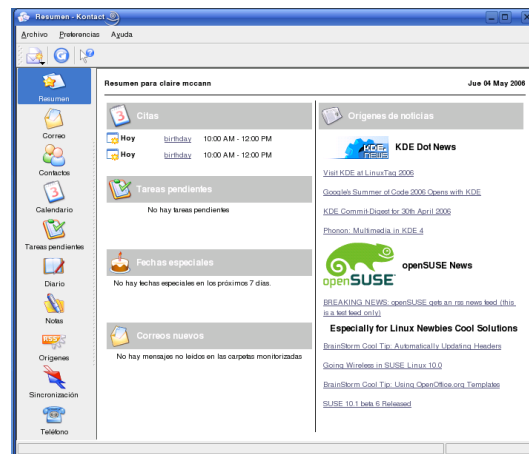 Resumen - Kontact
Archivo Preferencias Ayuda
Resumen
Correo
Contactos
3
Calendario
Tareas pendientes
Diario
Notas
RSS
Orígenes
Sincronización
Teléfono
Resumen para claire mccann
Jue 04 May 2006
3 Citas
Hoy birthday 10:00 AM - 12:00 PM
Hoy birthday 10:00 AM - 12:00 PM
Tareas pendientes
No hay tareas pendientes
Fechas especiales
No hay fechas especiales en los próximos 7 días.
Correos nuevos
No hay mensajes no leídos en las carpetas monitorizadas
Orígenes de noticias
KDE NEWS
KDE Dot News
Visit KDE at LinuxTag 2006
Google's Summer of Code 2006 Opens with KDE
KDE Commit-Digest for 30th April 2006
Phonon: Multimedia in KDE 4
openSUSE
openSUSE News
BREAKING NEWS: openSUSE gets an rss news feed (this
is a test feed only)
Especially for Linux Newbies Cool Solutions
BrainStorm Cool Tip: Automatically Updating Headers
Going Wireless in SUSE Linux 10.0
BrainStorm Cool Tip: Using OpenOffice.org Templates
SUSE 10.1 beta 6 Released